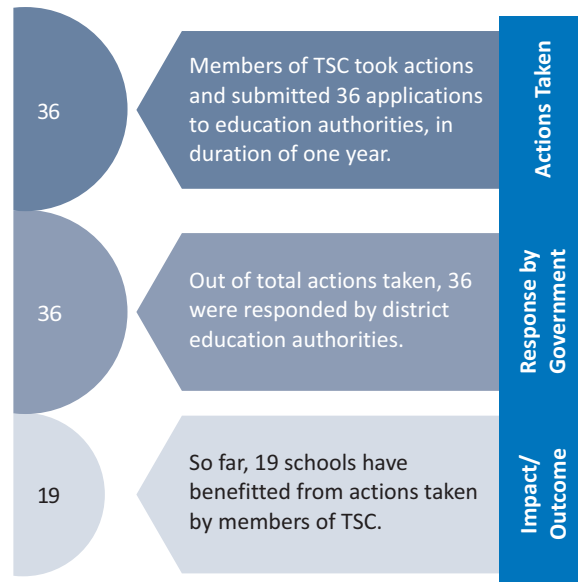 36
Members of TSC took actions
and submitted 36 applications
to education authorities, in
duration of one year.
Actions Taken
36
Out of total actions taken, 36
were responded by district
education authorities.
Response by
Government
19
So far, 19 schools have
benefitted from actions taken
by members of TSC.
Impact/
Outcome